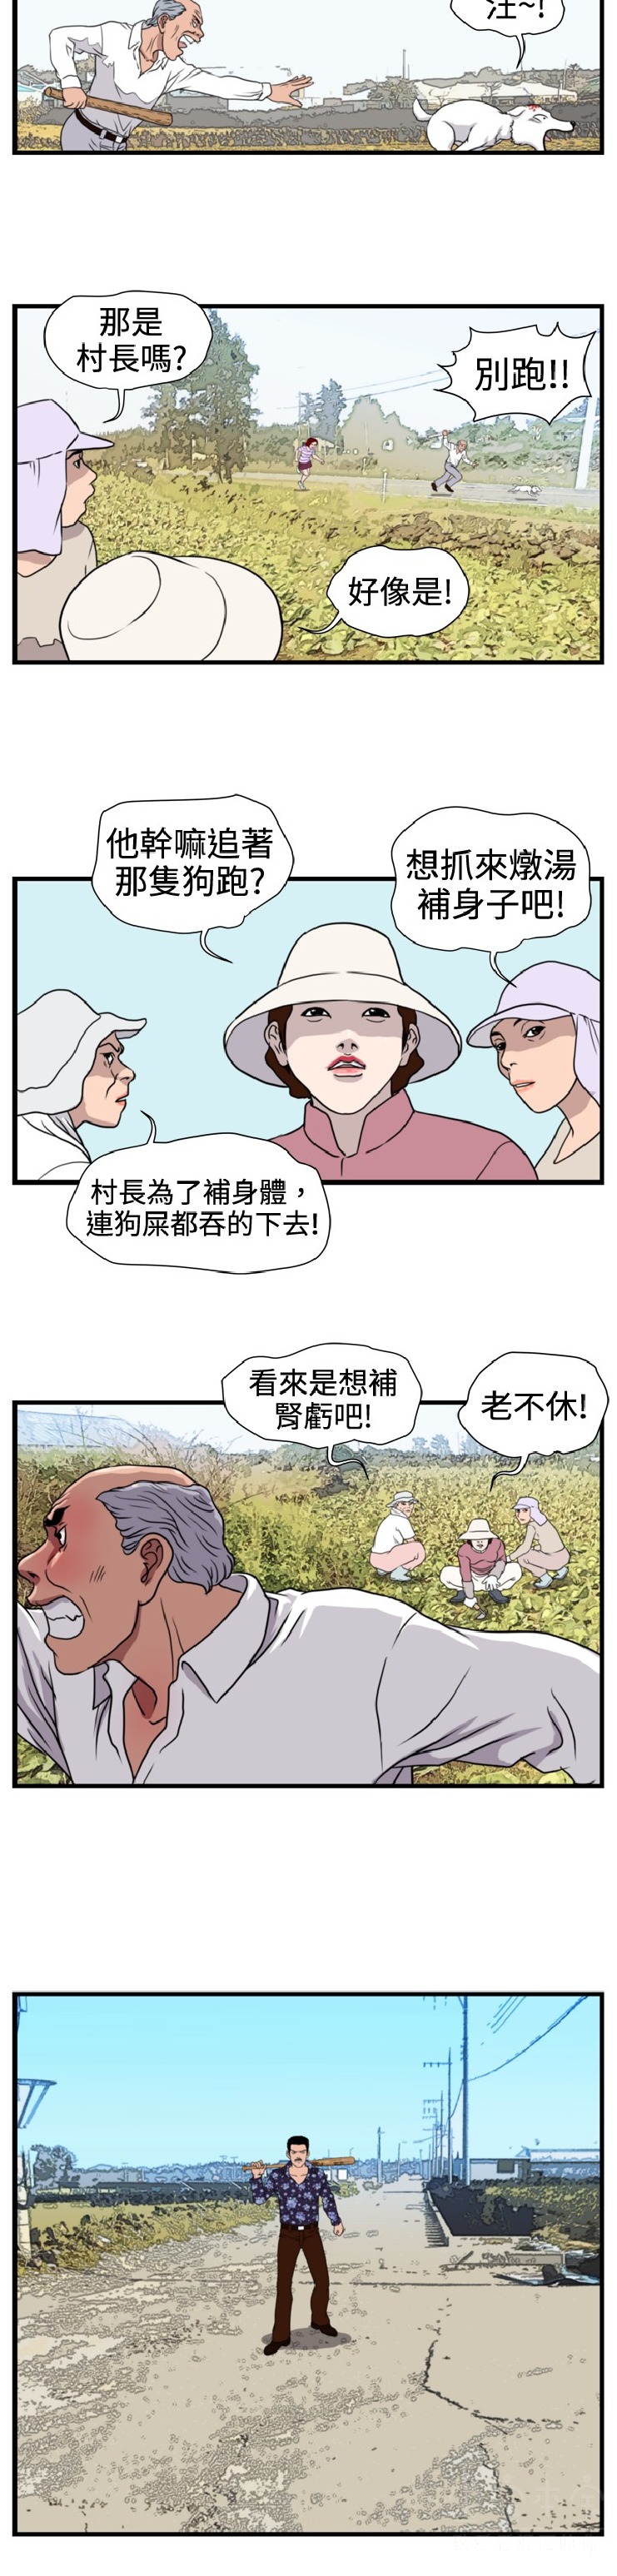 汪~!
那是
村長嗎?
別跑!!
好像是!
他幹嘛追著
那隻狗跑?
想抓來燉湯
補身子吧!
村長為了補身體，
連狗屎都吞的下去!
看來是想補
腎虧吧!
老不休!